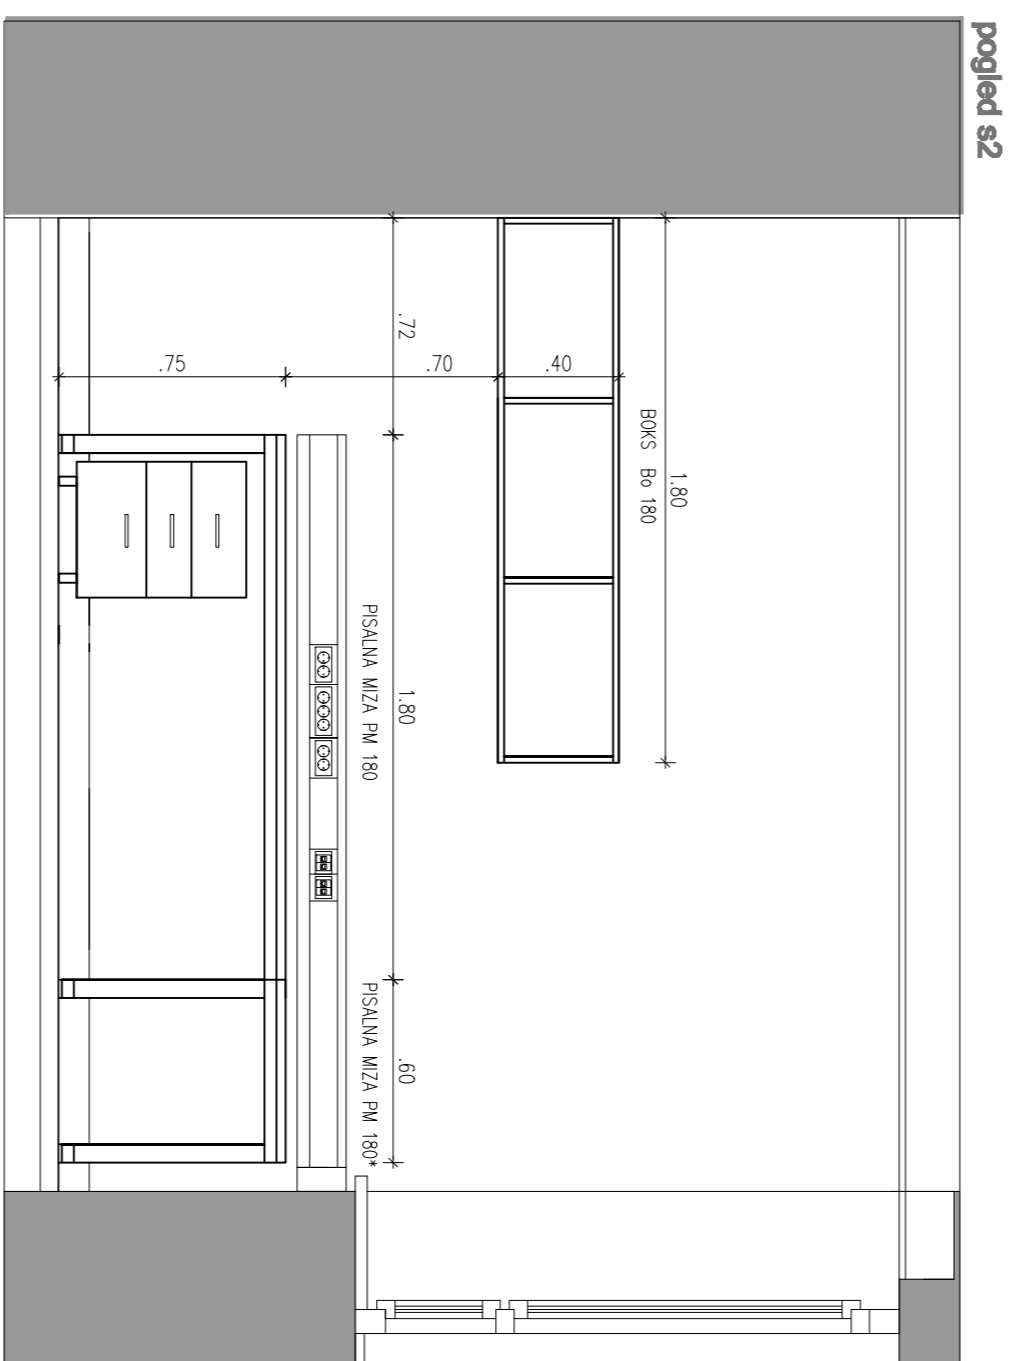 pogled s2
1.80
BOKS Bo 180
.72
.75
.70
.40
1.80
.60
PISALNA MIZA PM 180
PISALNA MIZA PM 180*